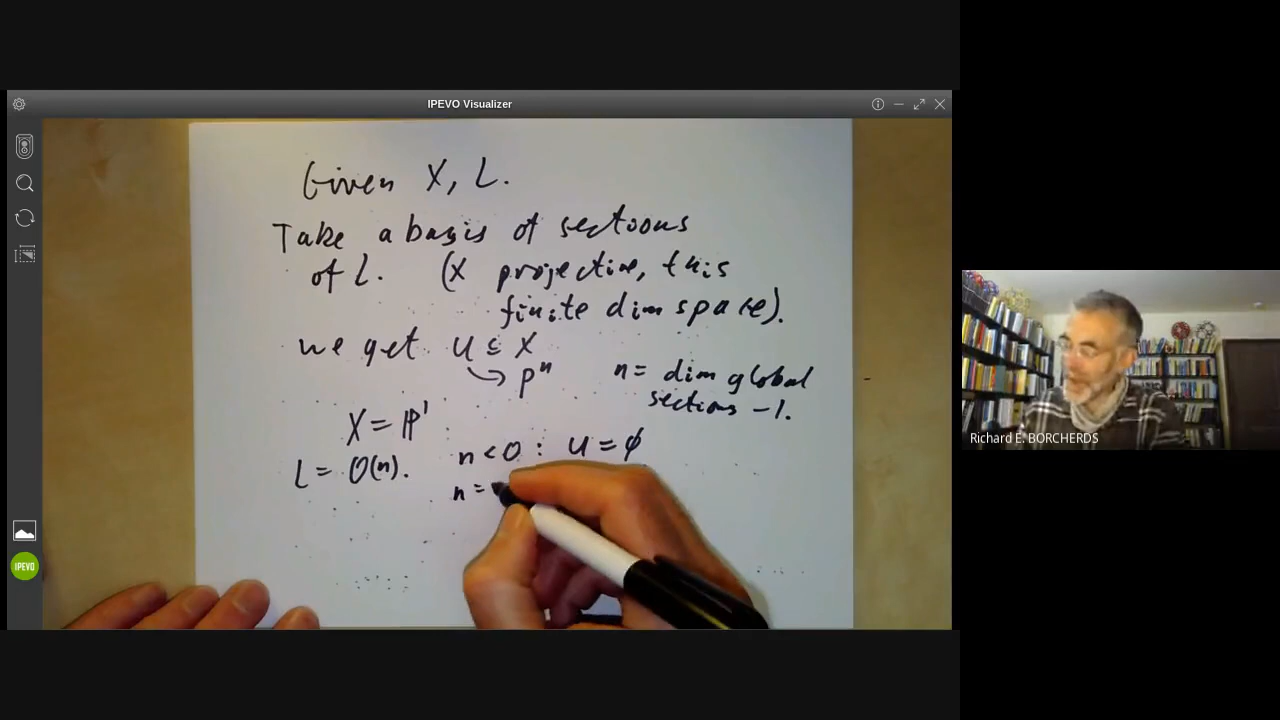 IPEVO Visualizer
Given X, L.
Take a basis of sections
of L. (X projective, this
finite dim space).
we get U ⊆ X
↪ Pⁿ n = dim global
sections - 1.
X = ℙ¹
L = O(n). n < 0 : U = ∅
n =
Richard E. BORCHERDS
IPEVO